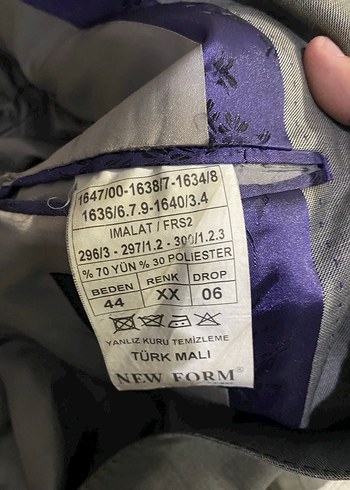 1647/00-1638/7-1634/8
1636/6.7.9-1640/3.4
IMALAT / FRS2
296/3 - 297/1.2 - 300/1.2.3
% 70 YÜN % 30 POLIESTER
BEDEN RENK DROP
44 XX 06
YANLIZ KURU TEMİZLEME
TÜRK MALI
NEW FORM®